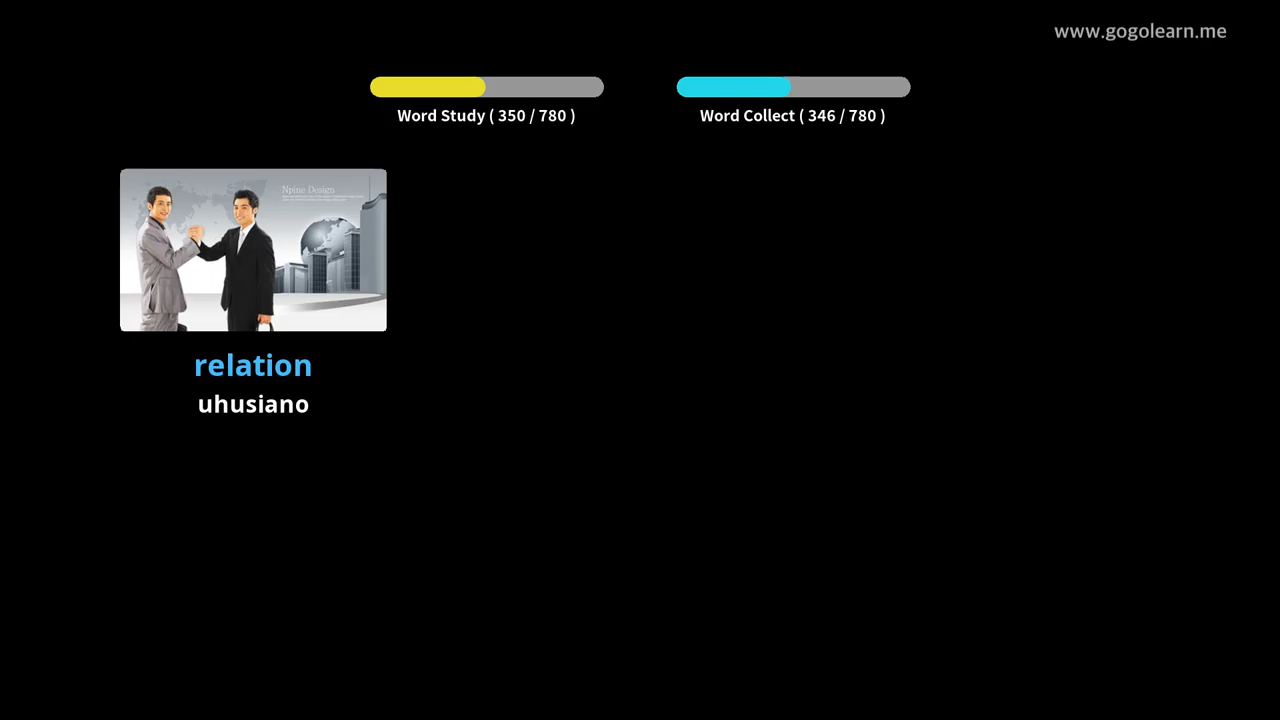 www.gogolearn.me
Word Study ( 350 / 780 )
Word Collect ( 346 / 780 )
Npine Design
relation
uhusiano